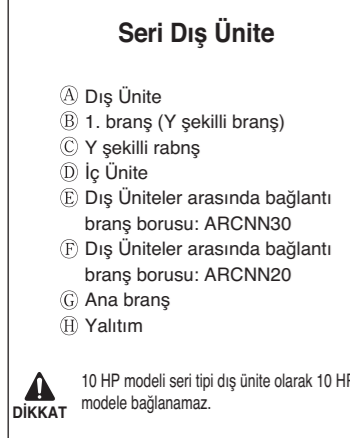 Seri Dış Ünite
Ⓐ Dış Ünite
Ⓑ 1. branş (Y şekilli branş)
Ⓒ Y şekilli rabnş
Ⓓ İç Ünite
Ⓔ Dış Üniteler arasında bağlantı
branş borusu: ARCNN30
Ⓕ Dış Üniteler arasında bağlantı
branş borusu: ARCNN20
Ⓖ Ana branş
Ⓗ Yalıtım
10 HP modeli seri tipi dış ünite olarak 10 HP
DİKKAT modele bağlanamaz.